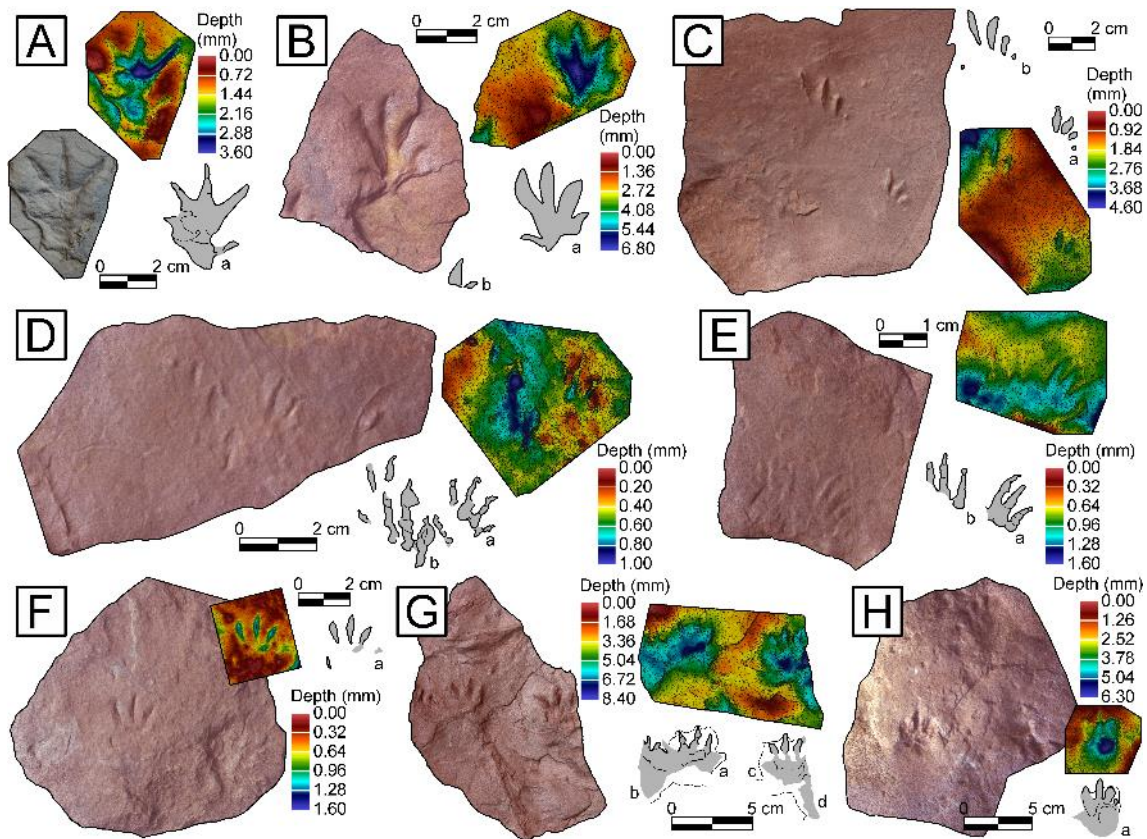 A
Depth
(mm)
0.00
0.72
1.44
2.16
2.88
3.60
0 2 cm
a
B
0 2 cm
Depth
(mm)
0.00
1.36
2.72
4.08
5.44
6.80
a
b
C
0 2 cm
b
a
Depth
(mm)
0.00
0.92
1.84
2.76
3.68
4.60
D
0 2 cm
Depth (mm)
0.00
0.20
0.40
0.60
0.80
1.00
a
b
E
0 1 cm
Depth (mm)
0.00
0.32
0.64
0.96
1.28
1.60
b
a
F
0 2 cm
a
Depth (mm)
0.00
0.32
0.64
0.96
1.28
1.60
G
Depth (mm)
0.00
1.68
3.36
5.04
6.72
8.40
a
b
c
d
0 5 cm
H
Depth (mm)
0.00
1.26
2.52
3.78
5.04
6.30
0 5 cm
a